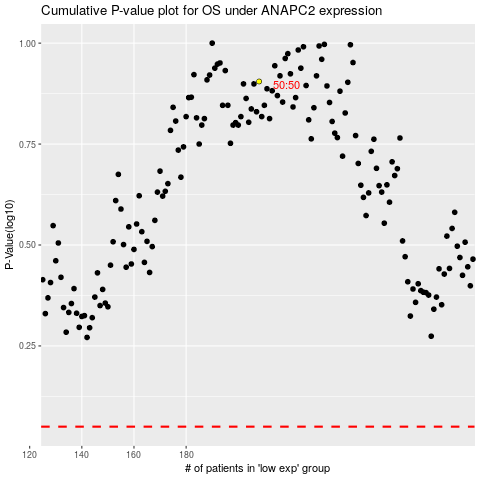 Cumulative P-value plot for OS under ANAPC2 expression
1.00
0.75
0.50
0.25
P-Value(log10)
50:50
120 140 160 180
# of patients in 'low exp' group